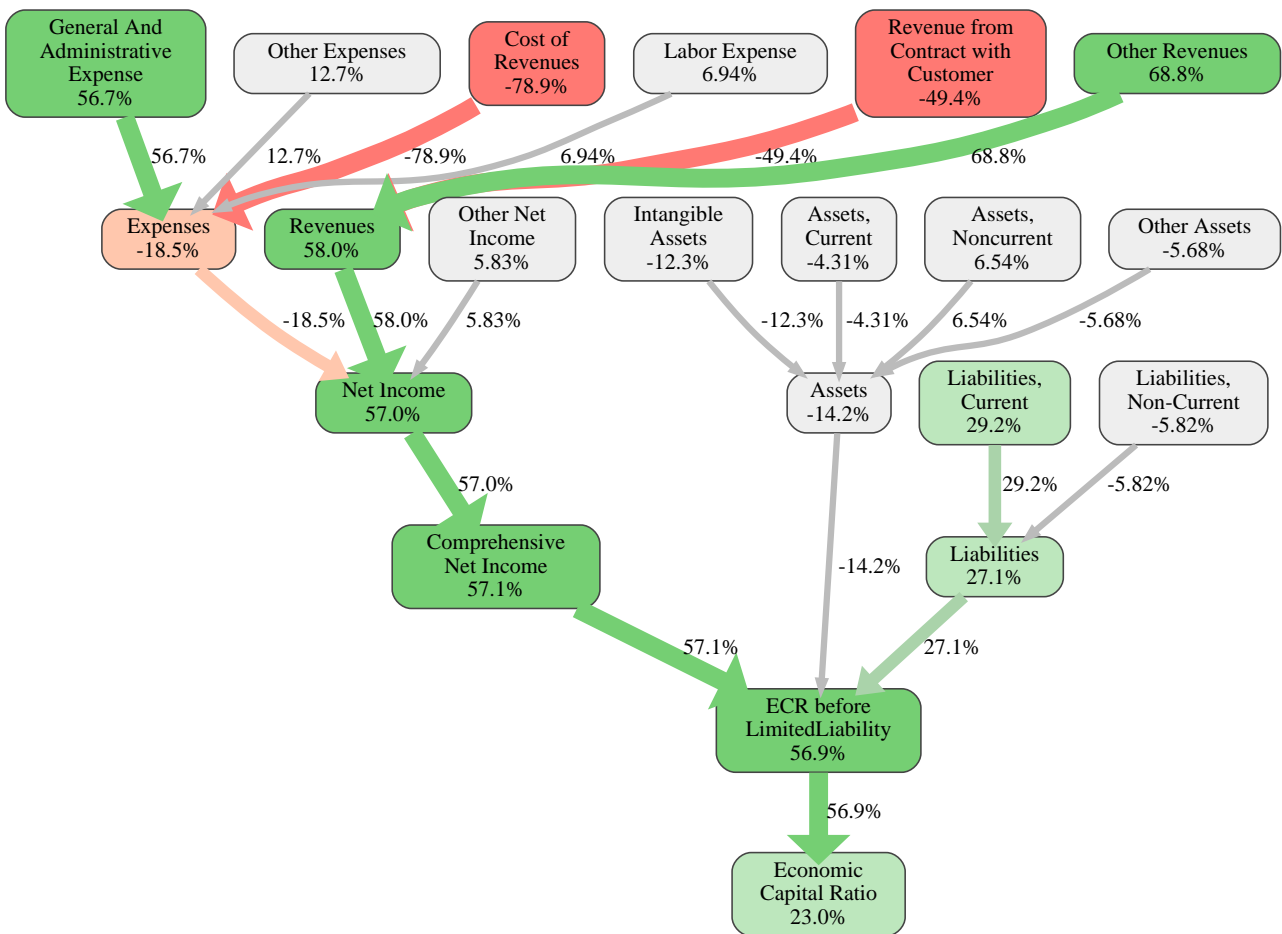 General And
Administrative
Expense
56.7%
Other Expenses
12.7%
Cost of
Revenues
-78.9%
Labor Expense
6.94%
Revenue from
Contract with
Customer
-49.4%
Other Revenues
68.8%
56.7%
12.7%
-78.9%
6.94%
-49.4%
68.8%
Expenses
-18.5%
Revenues
58.0%
Other Net
Income
5.83%
Intangible
Assets
-12.3%
Assets,
Current
-4.31%
Assets,
Noncurrent
6.54%
Other Assets
-5.68%
-18.5%
58.0%
5.83%
-12.3%
-4.31%
6.54%
-5.68%
Net Income
57.0%
Assets
-14.2%
Liabilities,
Current
29.2%
Liabilities,
Non-Current
-5.82%
57.0%
29.2%
-5.82%
Comprehensive
Net Income
57.1%
-14.2%
Liabilities
27.1%
57.1%
27.1%
ECR before
LimitedLiability
56.9%
56.9%
Economic
Capital Ratio
23.0%